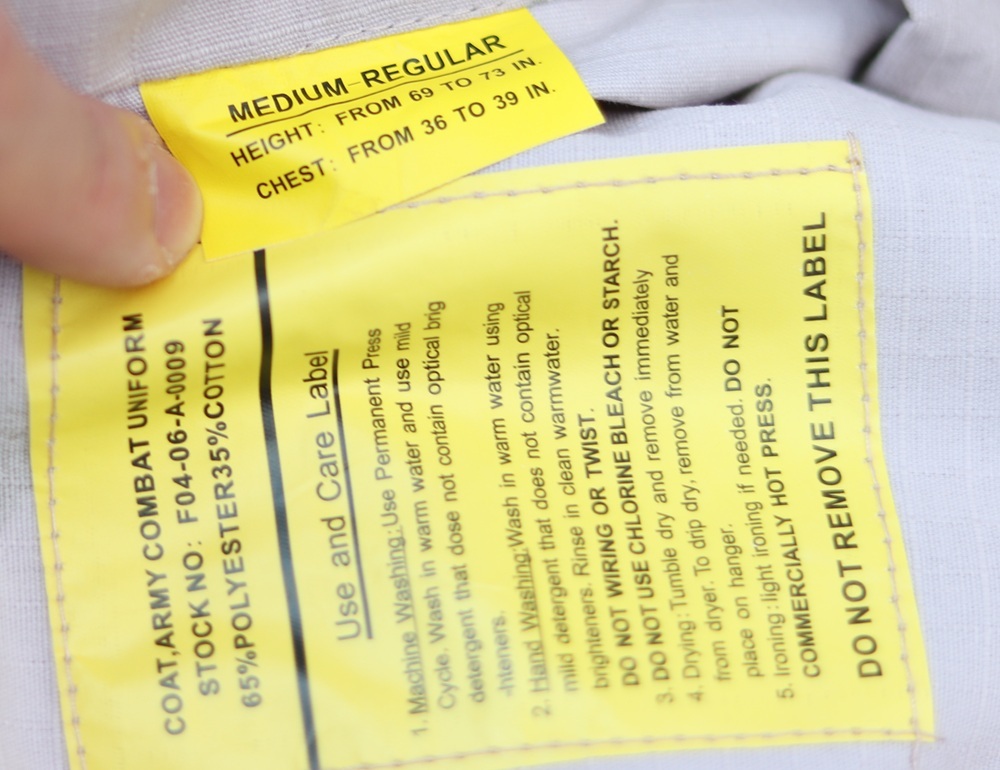 MEDIUM-REGULAR
HEIGHT: FROM 69 TO 73 IN.
CHEST: FROM 36 TO 39 IN.
COAT,ARMY COMBAT UNIFORM
STOCK NO: F04-06-A-0009
65%POLYESTER35%COTTON
Use and Care Label
1. Machine Washing:Use Permanent Press
Cycle. Wash in warm water and use mild
detergent that dose not contain optical brig
-hteners.
2. Hand Washing:Wash in warm water using
mild detergent that does not contain optical
brighteners. Rinse in clean warmwater.
DO NOT WIRING OR TWIST.
3. DO NOT USE CHLORINE BLEACH OR STARCH.
4. Drying:Tumble dry and remove immediately
from dryer. To drip dry, remove from water and
place on hanger.
5. Ironing:light ironing if needed. DO NOT
COMMERCIALLY HOT PRESS.
DO NOT REMOVE THIS LABEL